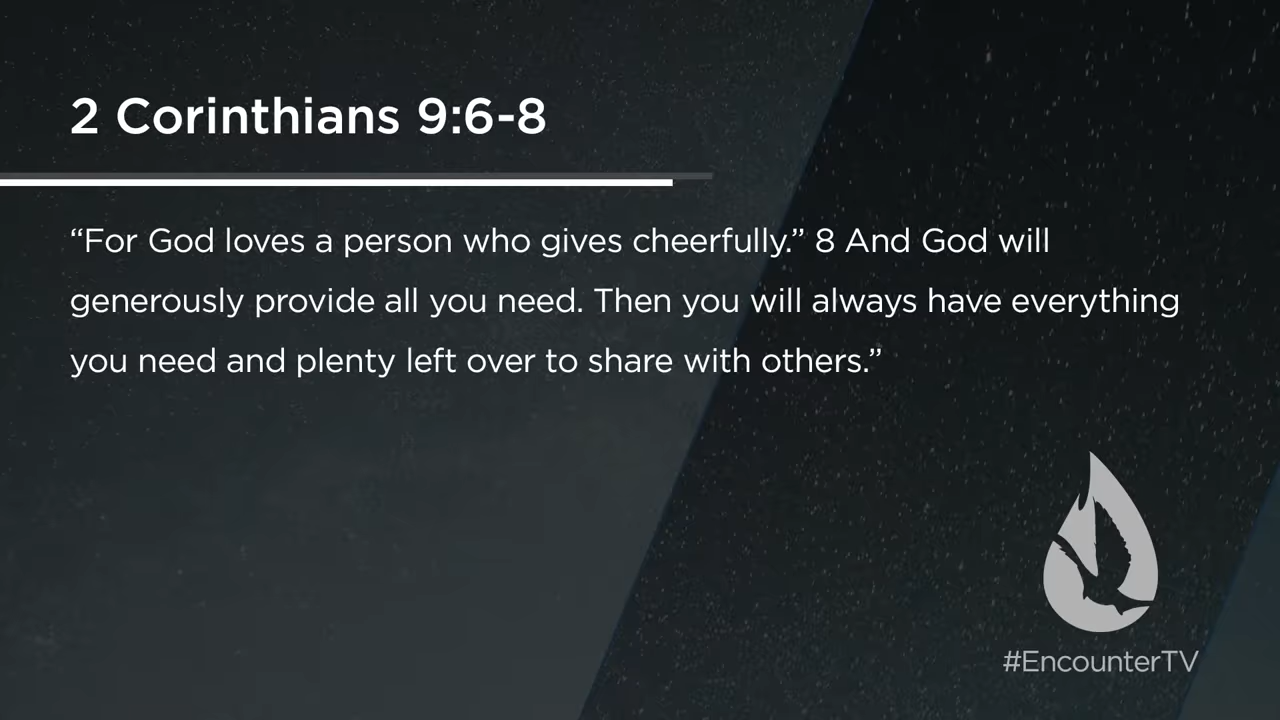 2 Corinthians 9:6-8
“For God loves a person who gives cheerfully.” 8 And God will
generously provide all you need. Then you will always have everything
you need and plenty left over to share with others.”
#EncounterTV